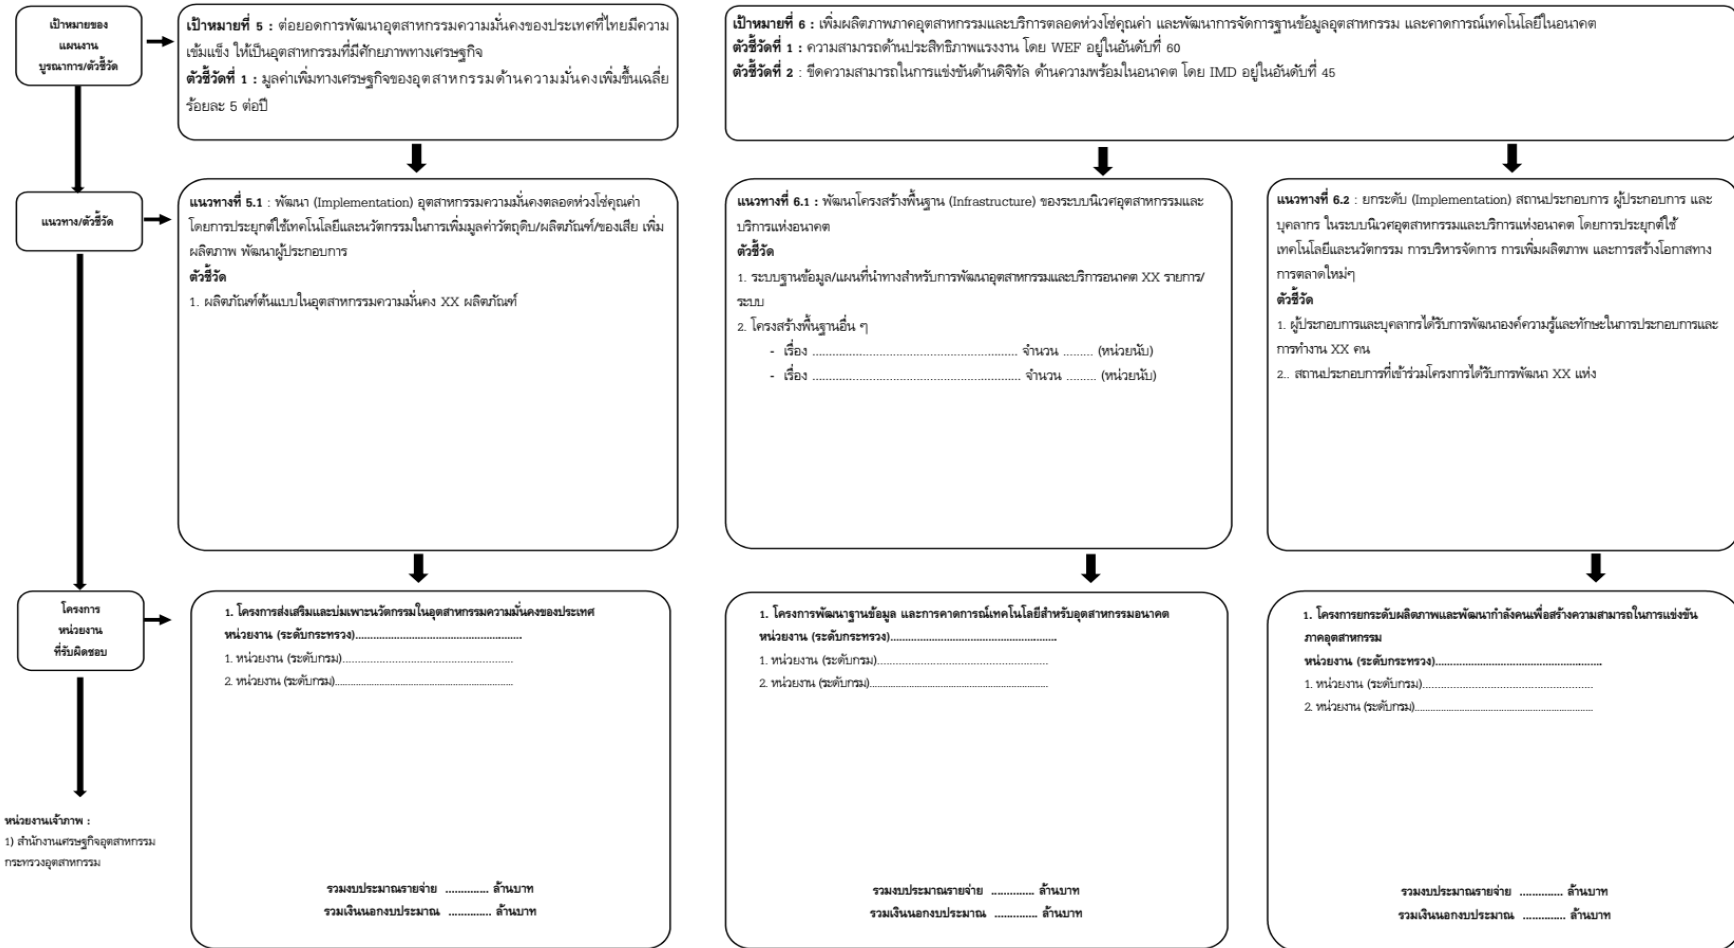 เป้าหมายของ
แผนงาน
บูรณาการ/ตัวชี้วัด
เป้าหมายที่ 5 : ต่อยอดการพัฒนาอุตสาหกรรมความมั่นคงของประเทศที่ไทยมีความ
เข้มแข็ง ให้เป็นอุตสาหกรรมที่มีศักยภาพทางเศรษฐกิจ
ตัวชี้วัดที่ 1 : มูลค่าเพิ่มทางเศรษฐกิจของอุตสาหกรรมด้านความมั่นคงเพิ่มขึ้นเฉลี่ย
ร้อยละ 5 ต่อปี
เป้าหมายที่ 6 : เพิ่มผลิตภาพภาคอุตสาหกรรมและบริการตลอดห่วงโซ่คุณค่า และพัฒนาการจัดการฐานข้อมูลอุตสาหกรรม และคาดการณ์เทคโนโลยีในอนาคต
ตัวชี้วัดที่ 1 : ความสามารถด้านประสิทธิภาพแรงงาน โดย WEF อยู่ในอันดับที่ 60
ตัวชี้วัดที่ 2 : ขีดความสามารถในการแข่งขันด้านดิจิทัล ด้านความพร้อมในอนาคต โดย IMD อยู่ในอันดับที่ 45
แนวทาง/ตัวชี้วัด
แนวทางที่ 5.1 : พัฒนา (Implementation) อุตสาหกรรมความมั่นคงตลอดห่วงโซ่คุณค่า
โดยการประยุกต์ใช้เทคโนโลยีและนวัตกรรมในการเพิ่มมูลค่าวัตถุดิบ/ผลิตภัณฑ์/ของเสีย เพิ่ม
ผลิตภาพ พัฒนาผู้ประกอบการ
ตัวชี้วัด
1. ผลิตภัณฑ์ต้นแบบในอุตสาหกรรมความมั่นคง XX ผลิตภัณฑ์
แนวทางที่ 6.1 : พัฒนาโครงสร้างพื้นฐาน (Infrastructure) ของระบบนิเวศอุตสาหกรรมและ
บริการแห่งอนาคต
ตัวชี้วัด
1. ระบบฐานข้อมูล/แผนที่นำทางสำหรับการพัฒนาอุตสาหกรรมและบริการอนาคต XX รายการ/
ระบบ
2. โครงสร้างพื้นฐานอื่น ๆ
- เรื่อง .............................................................. จำนวน ......... (หน่วยนับ)
- เรื่อง .............................................................. จำนวน ......... (หน่วยนับ)
แนวทางที่ 6.2 : ยกระดับ (Implementation) สถานประกอบการ ผู้ประกอบการ และ
บุคลากร ในระบบนิเวศอุตสาหกรรมและบริการแห่งอนาคต โดยการประยุกต์ใช้
เทคโนโลยีและนวัตกรรม การบริหารจัดการ การเพิ่มผลิตภาพ และการสร้างโอกาสทาง
การตลาดใหม่ๆ
ตัวชี้วัด
1. ผู้ประกอบการและบุคลากรได้รับการพัฒนาองค์ความรู้และทักษะในการประกอบการและ
การทำงาน XX คน
2.. สถานประกอบการที่เข้าร่วมโครงการได้รับการพัฒนา XX แห่ง
โครงการ
หน่วยงาน
ที่รับผิดชอบ
1. โครงการส่งเสริมและบ่มเพาะนวัตกรรมในอุตสาหกรรมความมั่นคงของประเทศ
หน่วยงาน (ระดับกระทรวง).......................................................
1. หน่วยงาน (ระดับกรม).........................................................
2. หน่วยงาน (ระดับกรม)............................................................
รวมงบประมาณรายจ่าย .............. ล้านบาท
รวมเงินนอกงบประมาณ .............. ล้านบาท
1. โครงการพัฒนาฐานข้อมูล และการคาดการณ์เทคโนโลยีสำหรับอุตสาหกรรมอนาคต
หน่วยงาน (ระดับกระทรวง).......................................................
1. หน่วยงาน (ระดับกรม).........................................................
2. หน่วยงาน (ระดับกรม)............................................................
รวมงบประมาณรายจ่าย .............. ล้านบาท
รวมเงินนอกงบประมาณ .............. ล้านบาท
1. โครงการยกระดับผลิตภาพและพัฒนากำลังคนเพื่อสร้างความสามารถในการแข่งขัน
ภาคอุตสาหกรรม
หน่วยงาน (ระดับกระทรวง).......................................................
1. หน่วยงาน (ระดับกรม).........................................................
2. หน่วยงาน (ระดับกรม)............................................................
รวมงบประมาณรายจ่าย .............. ล้านบาท
รวมเงินนอกงบประมาณ .............. ล้านบาท
หน่วยงานเจ้าภาพ :
1) สำนักงานเศรษฐกิจอุตสาหกรรม
กระทรวงอุตสาหกรรม